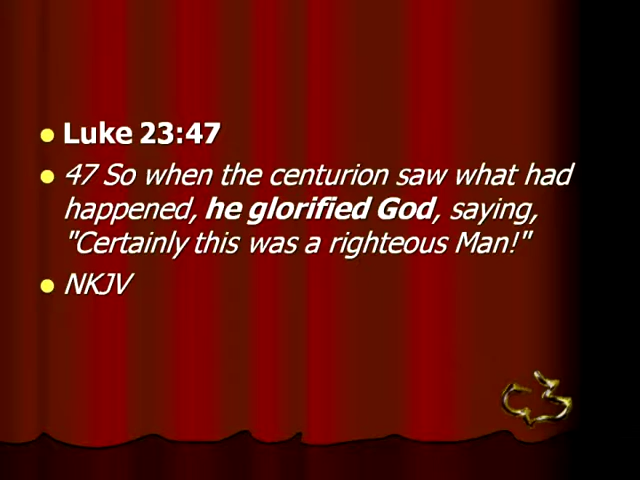 Luke 23:47
47 So when the centurion saw what had
happened, he glorified God, saying,
"Certainly this was a righteous Man!"
NKJV